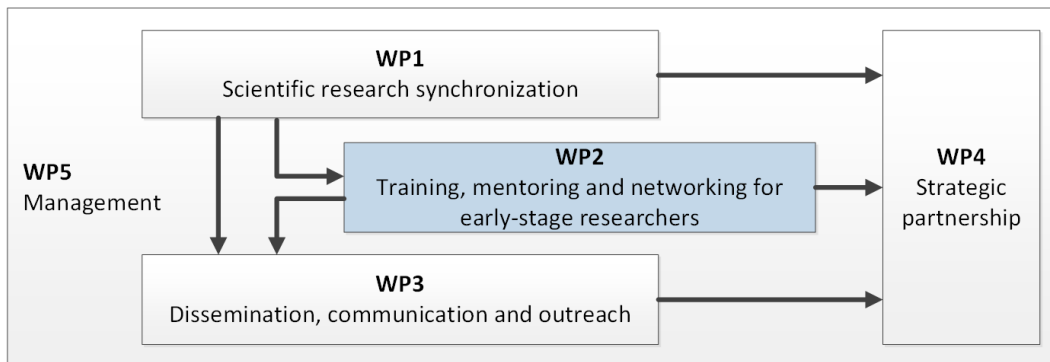 WP1
Scientific research synchronization
WP2
Training, mentoring and networking for
early-stage researchers
WP3
Dissemination, communication and outreach
WP4
Strategic
partnership
WP5
Management